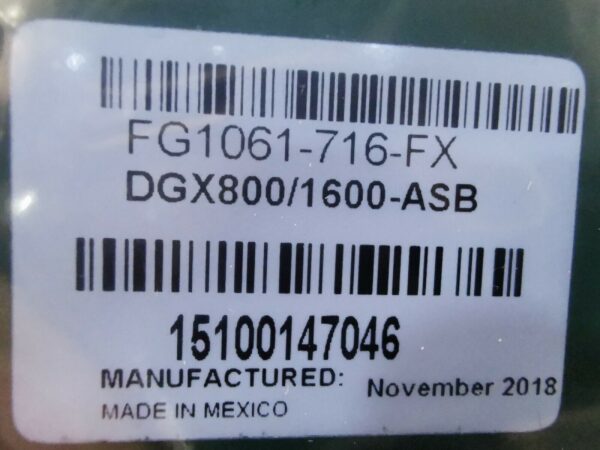 FG1061-716-FX
DGX800/1600-ASB
15100147046
MANUFACTURED: November 2018
MADE IN MEXICO